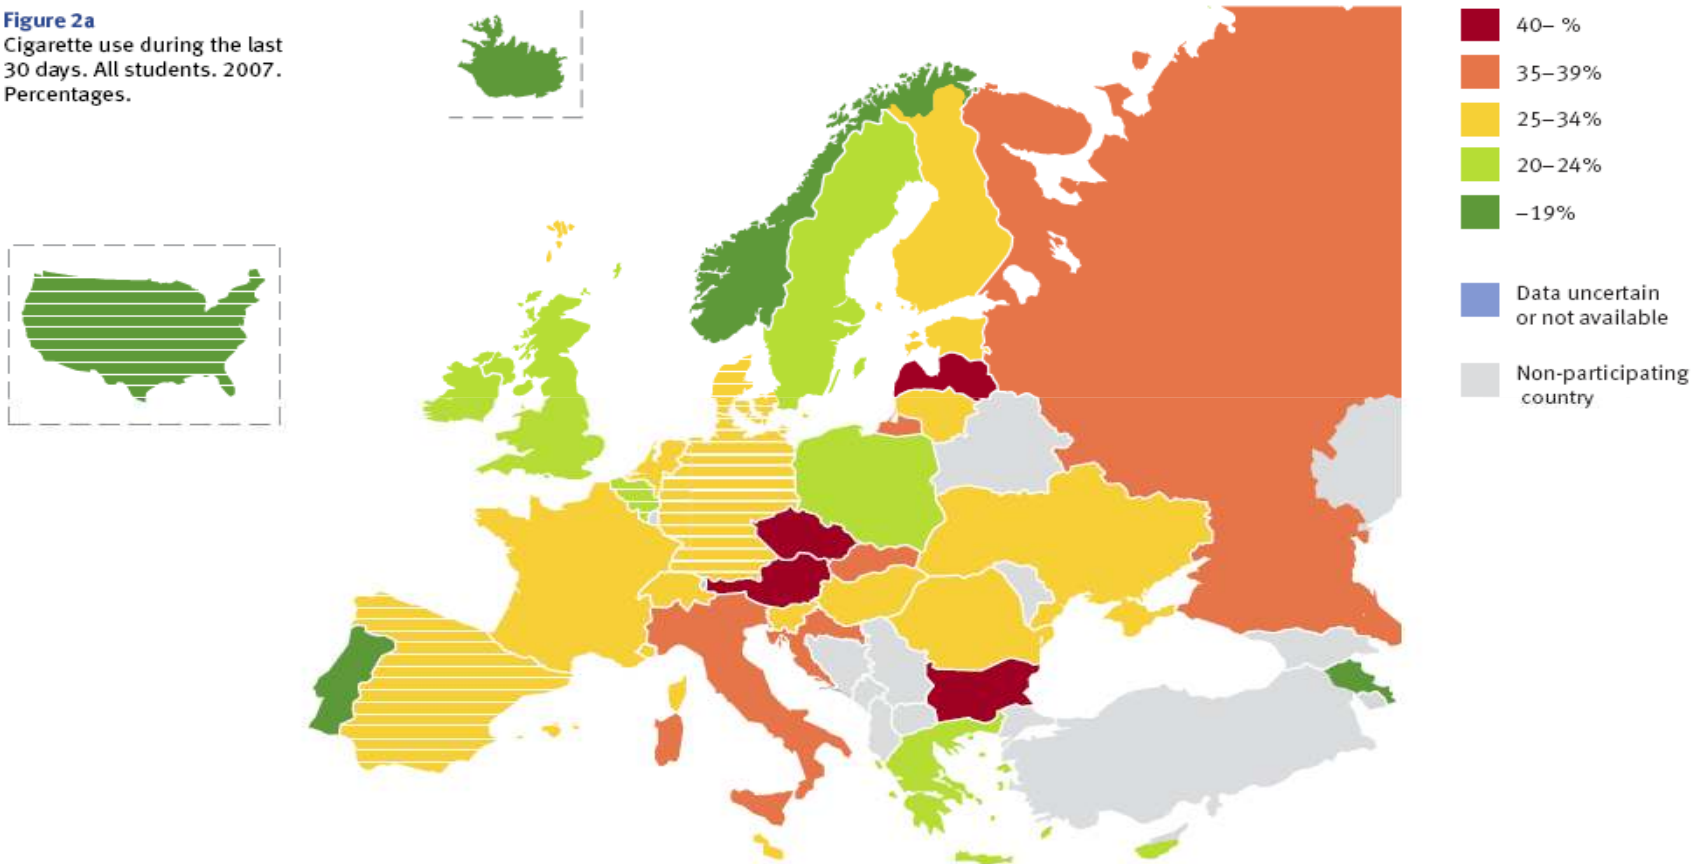 Figure 2a
Cigarette use during the last
30 days. All students. 2007.
Percentages.
40– %
35–39%
25–34%
20–24%
–19%
Data uncertain
or not available
Non-participating
country